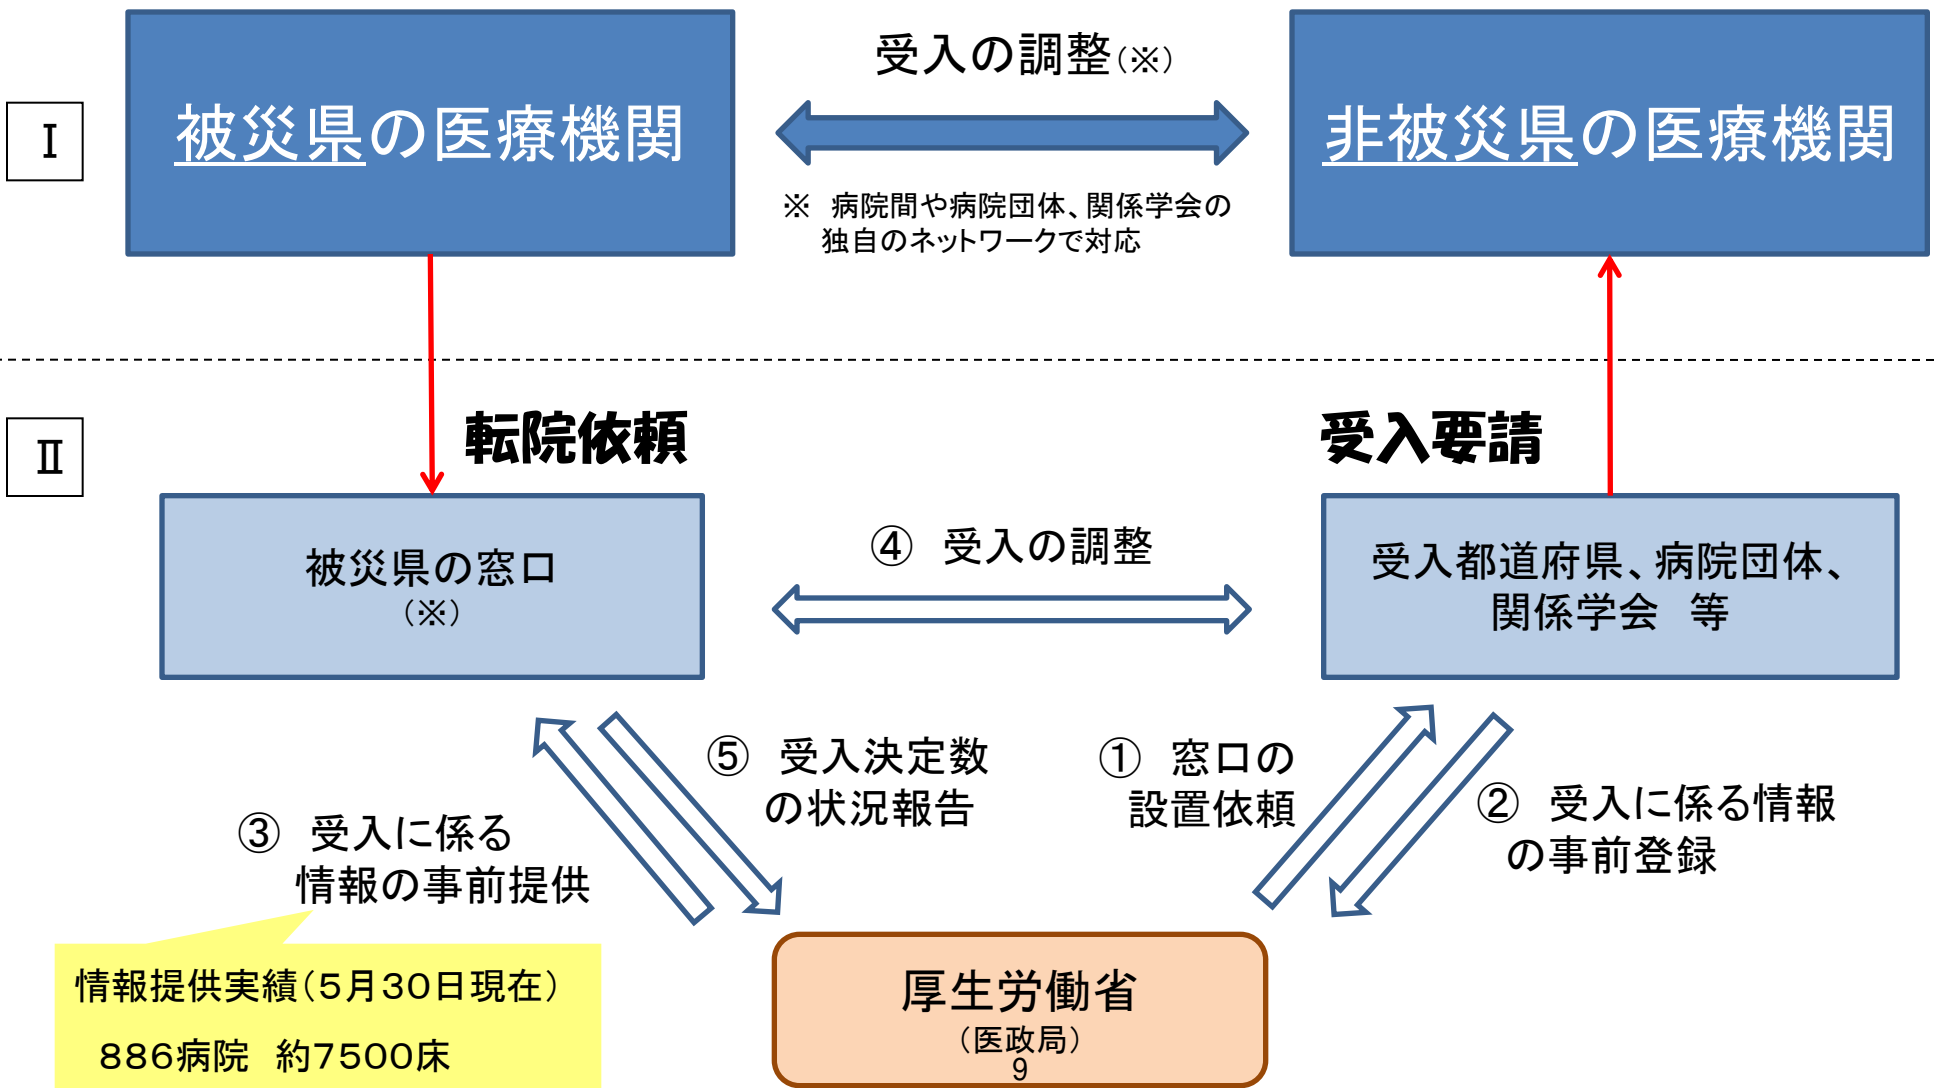 受入の調整(※)
Ⅰ
被災県の医療機関
非被災県の医療機関
※ 病院間や病院団体、関係学会の
独自のネットワークで対応
Ⅱ
転院依頼
受入要請
被災県の窓口
(※)
④ 受入の調整
受入都道府県、病院団体、
関係学会 等
⑤ 受入決定数
の状況報告
① 窓口の
設置依頼
② 受入に係る情報
の事前登録
③ 受入に係る
情報の事前提供
情報提供実績(5月30日現在)
886病院 約7500床
厚生労働省
(医政局)
9